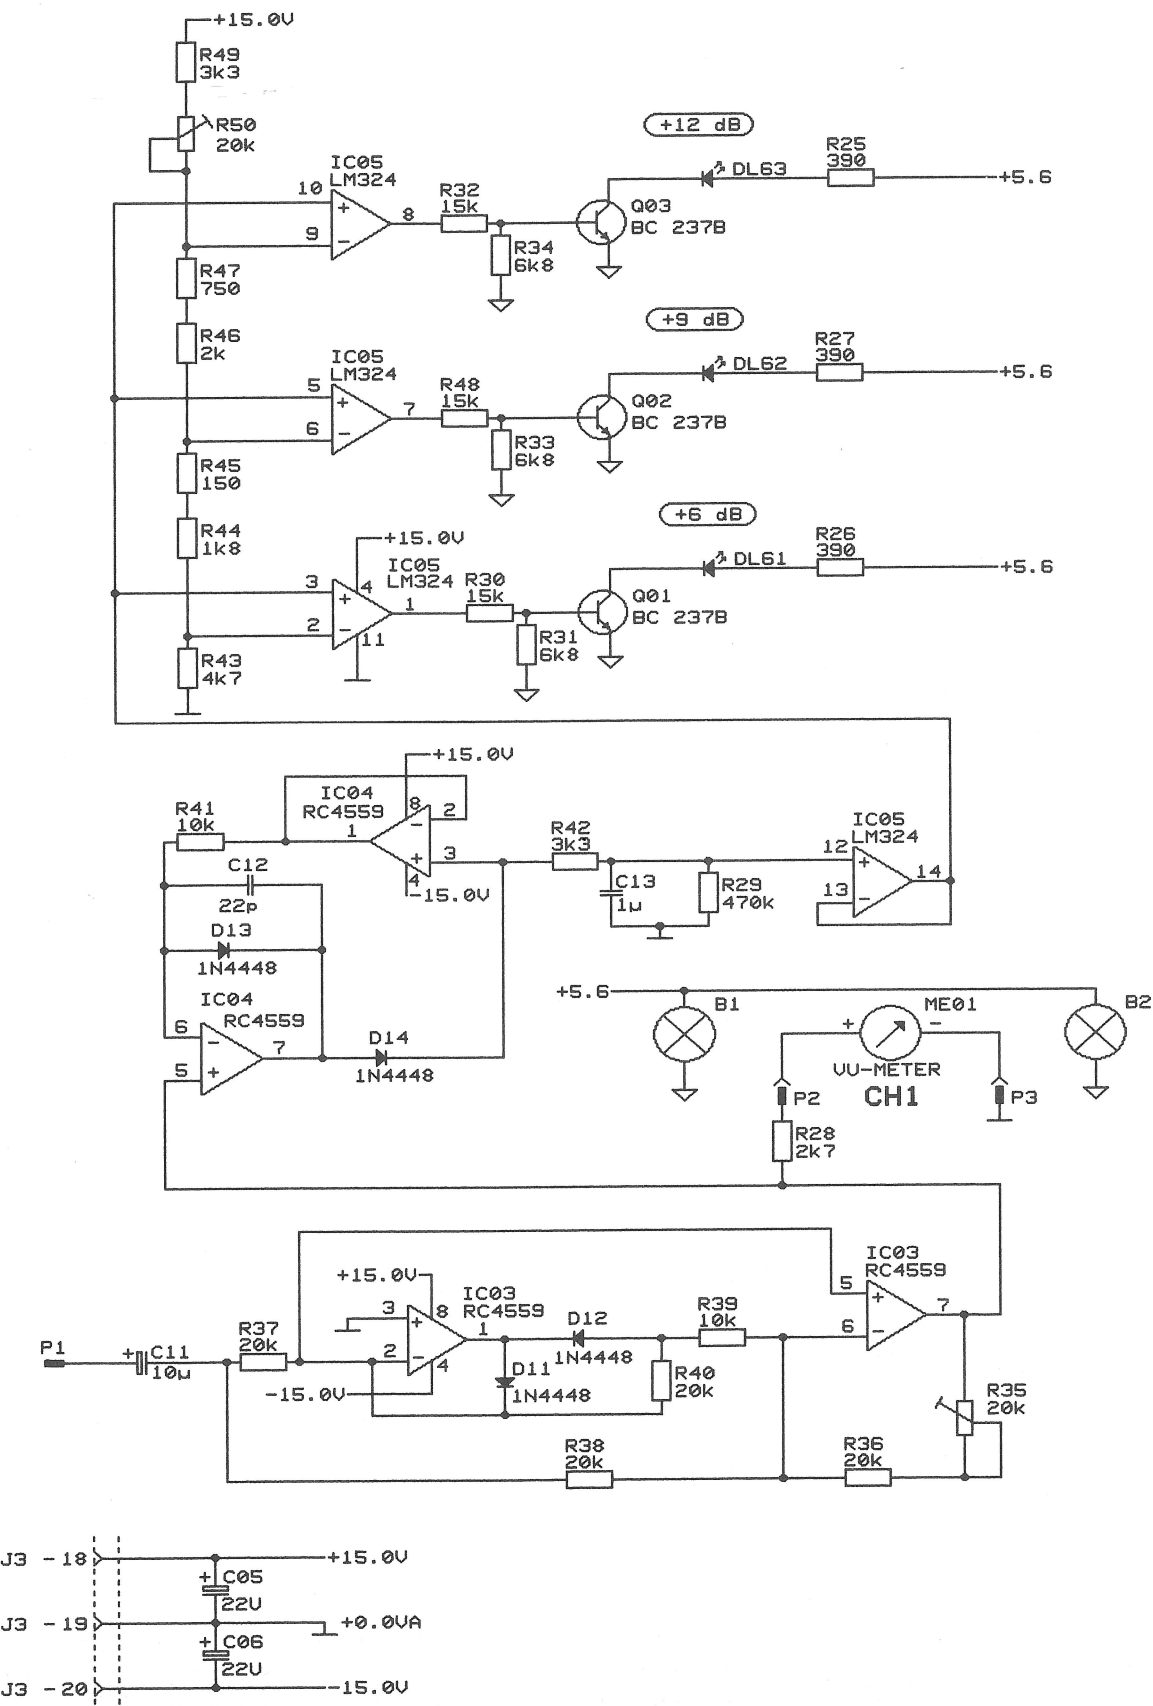 +15.0V
R49
3k3
R50
20k
+12 dB
R25
390
IC05
LM324
DL63
+5.6
10
+
9
-
8
R32
15k
Q03
BC 237B
R34
6k8
R47
750
+9 dB
R46
2k
R27
390
IC05
LM324
DL62
+5.6
5
+
6
-
7
R48
15k
Q02
BC 237B
R33
6k8
R45
150
+6 dB
R44
1k8
+15.0V
R26
390
IC05
LM324
DL61
+5.6
3
+
4
2
-
11
1
R30
15k
Q01
BC 237B
R31
6k8
R43
4k7
+15.0V
IC04
RC4559
8
2
-
1
+
3
4
-15.0V
R41
10k
R42
3k3
IC05
LM324
12
+
13
-
14
C12
22p
C13
1µ
R29
470k
D13
1N4448
IC04
RC4559
6
-
5
+
7
D14
1N4448
+5.6
B1
ME01
B2
+
-
VU-METER
CH1
P2
P3
R28
2k7
IC03
RC4559
5
+
6
-
7
+15.0V
IC03
RC4559
3
+
8
2
-
4
1
-15.0V
D12
1N4448
D11
1N4448
R39
10k
R40
20k
P1
+
C11
10µ
R37
20k
R35
20k
R38
20k
R36
20k
J3 -18
+15.0V
+
C05
22U
J3 -19
+0.0VA
+
C06
22U
J3 -20
-15.0V